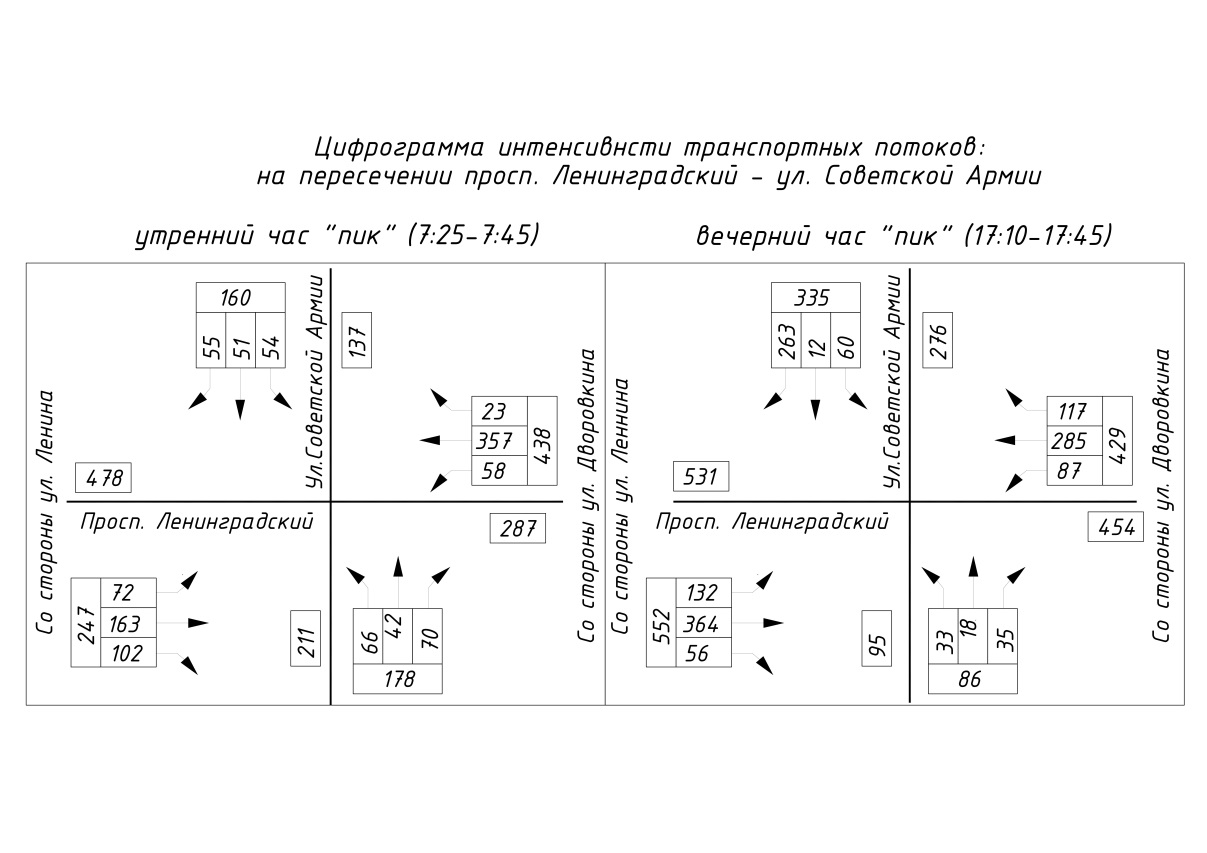 Цифрограмма интенсивнсти транспортных потоков:
на пересечении просп. Ленинградский - ул. Советской Армии
утренний час "пик" (7:25-7:45)
160
55 51 54
Ул.Советской Армии
137
23
357
58
438
478
Со стороны ул. Ленина
Со стороны ул. Дворовкина
Просп. Ленинградский
287
72
163
102
247
211
66 42 70
178
вечерний час "пик" (17:10-17:45)
335
263 12 60
Ул.Советской Армии
276
117
285
87
429
531
Со стороны ул. Леннина
Со стороны ул. Дворовкина
Просп. Ленинградский
454
132
364
56
552
95
33 18 35
86